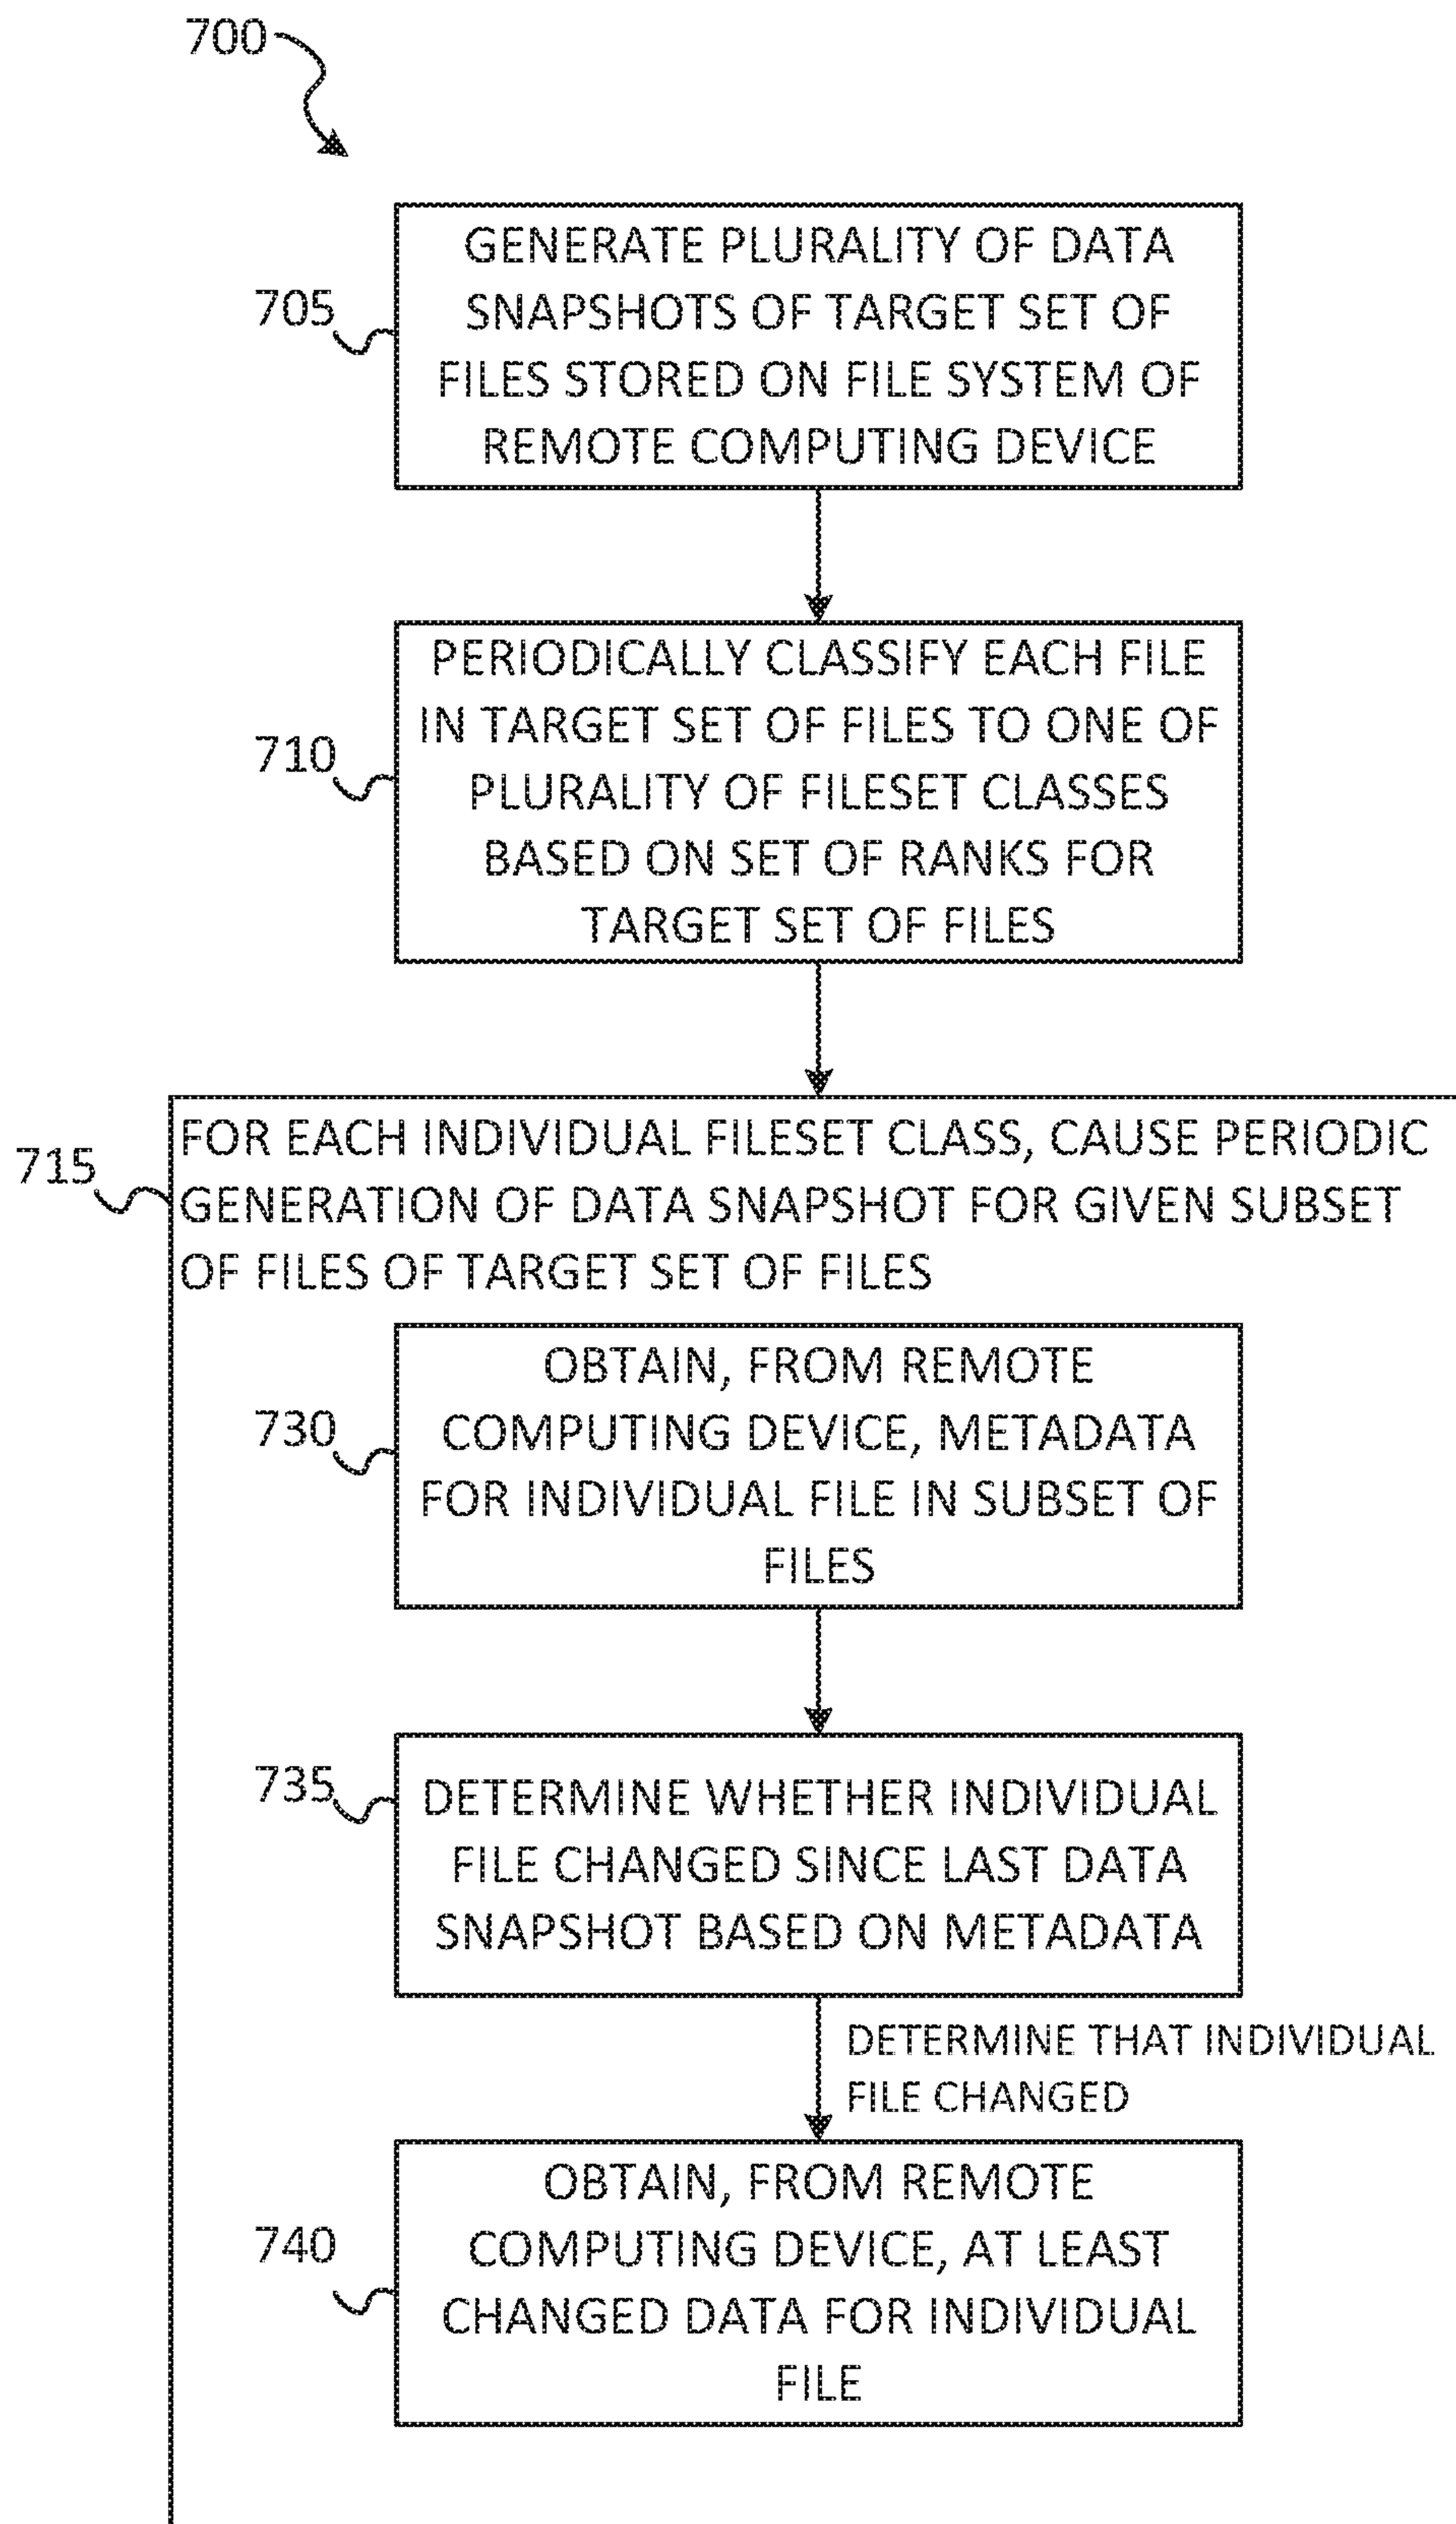 700
705
GENERATE PLURALITY OF DATA
SNAPSHOTS OF TARGET SET OF
FILES STORED ON FILE SYSTEM OF
REMOTE COMPUTING DEVICE
710
PERIODICALLY CLASSIFY EACH FILE
IN TARGET SET OF FILES TO ONE OF
PLURALITY OF FILESET CLASSES
BASED ON SET OF RANKS FOR
TARGET SET OF FILES
715
FOR EACH INDIVIDUAL FILESET CLASS, CAUSE PERIODIC
GENERATION OF DATA SNAPSHOT FOR GIVEN SUBSET
OF FILES OF TARGET SET OF FILES
730
OBTAIN, FROM REMOTE
COMPUTING DEVICE, METADATA
FOR INDIVIDUAL FILE IN SUBSET OF
FILES
735
DETERMINE WHETHER INDIVIDUAL
FILE CHANGED SINCE LAST DATA
SNAPSHOT BASED ON METADATA
DETERMINE THAT INDIVIDUAL
FILE CHANGED
740
OBTAIN, FROM REMOTE
COMPUTING DEVICE, AT LEAST
CHANGED DATA FOR INDIVIDUAL
FILE